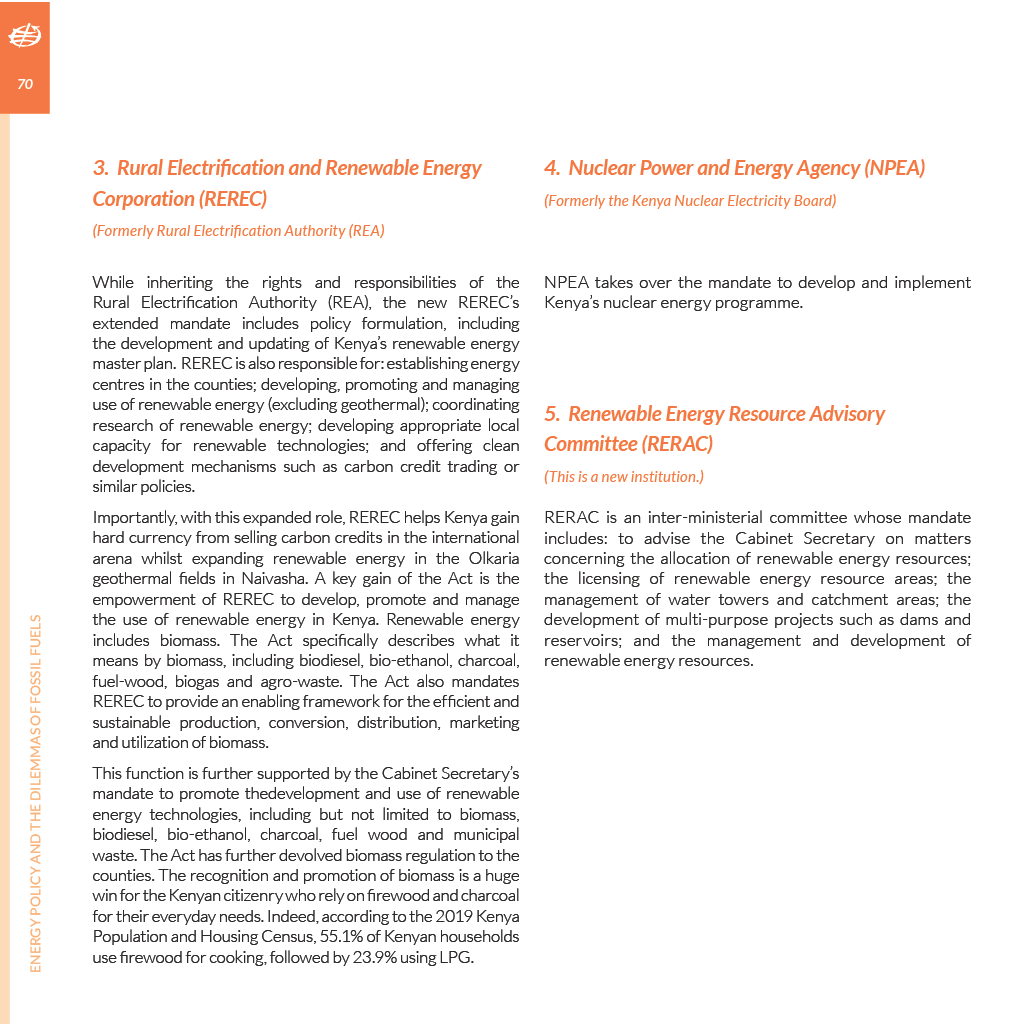 70
3. Rural Electrification and Renewable Energy
Corporation (REREC)
(Formerly Rural Electrification Authority (REA)
While inheriting the rights and responsibilities of the
Rural Electrification Authority (REA), the new REREC’s
extended mandate includes policy formulation, including
the development and updating of Kenya’s renewable energy
master plan. REREC is also responsible for: establishing energy
centres in the counties; developing, promoting and managing
use of renewable energy (excluding geothermal); coordinating
research of renewable energy; developing appropriate local
capacity for renewable technologies; and offering clean
development mechanisms such as carbon credit trading or
similar policies.
Importantly, with this expanded role, REREC helps Kenya gain
hard currency from selling carbon credits in the international
arena whilst expanding renewable energy in the Olkaria
geothermal fields in Naivasha. A key gain of the Act is the
empowerment of REREC to develop, promote and manage
the use of renewable energy in Kenya. Renewable energy
includes biomass. The Act specifically describes what it
means by biomass, including biodiesel, bio-ethanol, charcoal,
fuel-wood, biogas and agro-waste. The Act also mandates
REREC to provide an enabling framework for the efficient and
sustainable production, conversion, distribution, marketing
and utilization of biomass.
This function is further supported by the Cabinet Secretary’s
mandate to promote thedevelopment and use of renewable
energy technologies, including but not limited to biomass,
biodiesel, bio-ethanol, charcoal, fuel wood and municipal
waste. The Act has further devolved biomass regulation to the
counties. The recognition and promotion of biomass is a huge
win for the Kenyan citizenry who rely on firewood and charcoal
for their everyday needs. Indeed, according to the 2019 Kenya
Population and Housing Census, 55.1% of Kenyan households
use firewood for cooking, followed by 23.9% using LPG.
4. Nuclear Power and Energy Agency (NPEA)
(Formerly the Kenya Nuclear Electricity Board)
NPEA takes over the mandate to develop and implement
Kenya’s nuclear energy programme.
5. Renewable Energy Resource Advisory
Committee (RERAC)
(This is a new institution.)
RERAC is an inter-ministerial committee whose mandate
includes: to advise the Cabinet Secretary on matters
concerning the allocation of renewable energy resources;
the licensing of renewable energy resource areas; the
management of water towers and catchment areas; the
development of multi-purpose projects such as dams and
reservoirs; and the management and development of
renewable energy resources.
ENERGY POLICY AND THE DILEMMAS OF FOSSIL FUELS